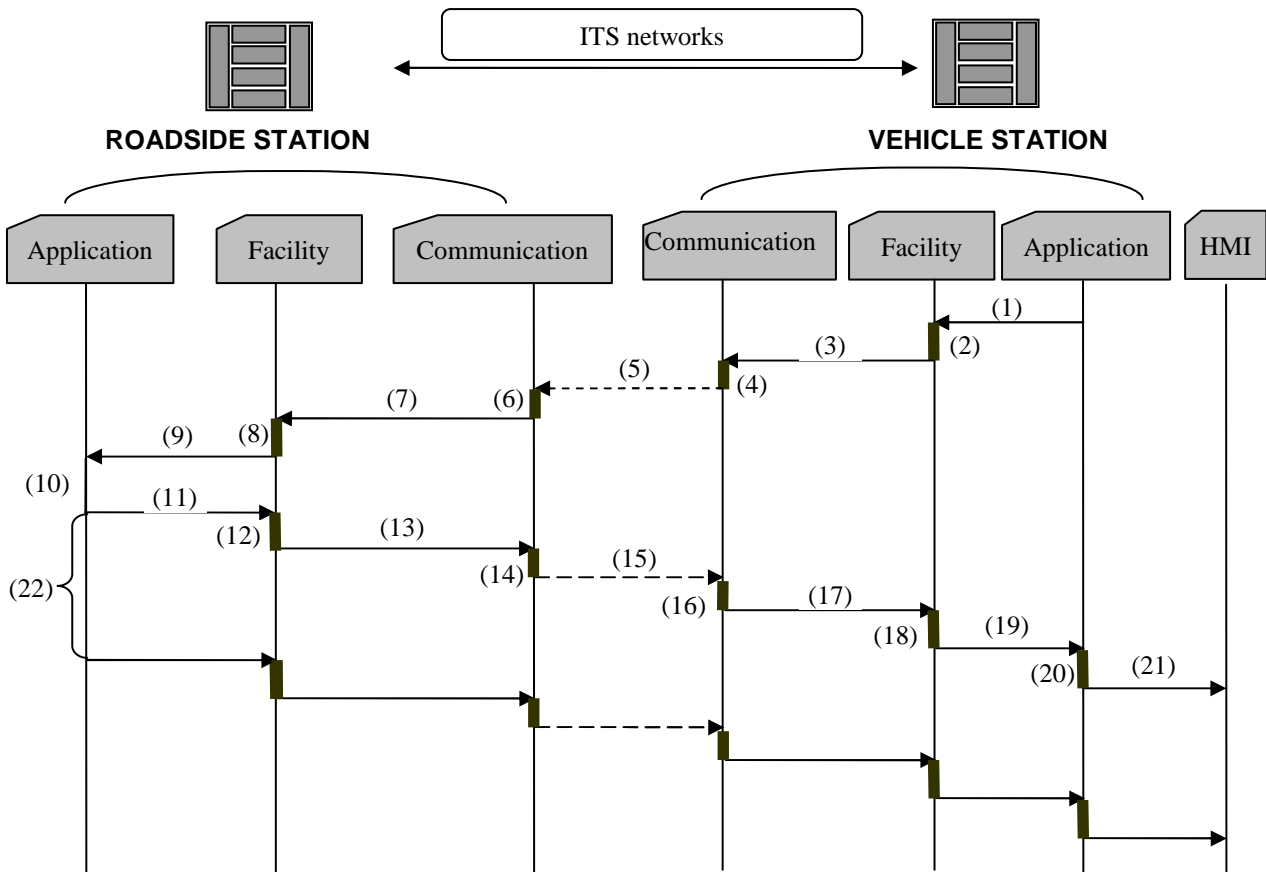 ITS networks
ROADSIDE STATION
VEHICLE STATION
Application
Facility
Communication
Communication
Facility
Application
HMI
(1)
(2)
(3)
(4)
(5)
(6)
(7)
(8)
(9)
(10)
(11)
(12)
(13)
(14)
(15)
(16)
(17)
(18)
(19)
(20)
(21)
(22)